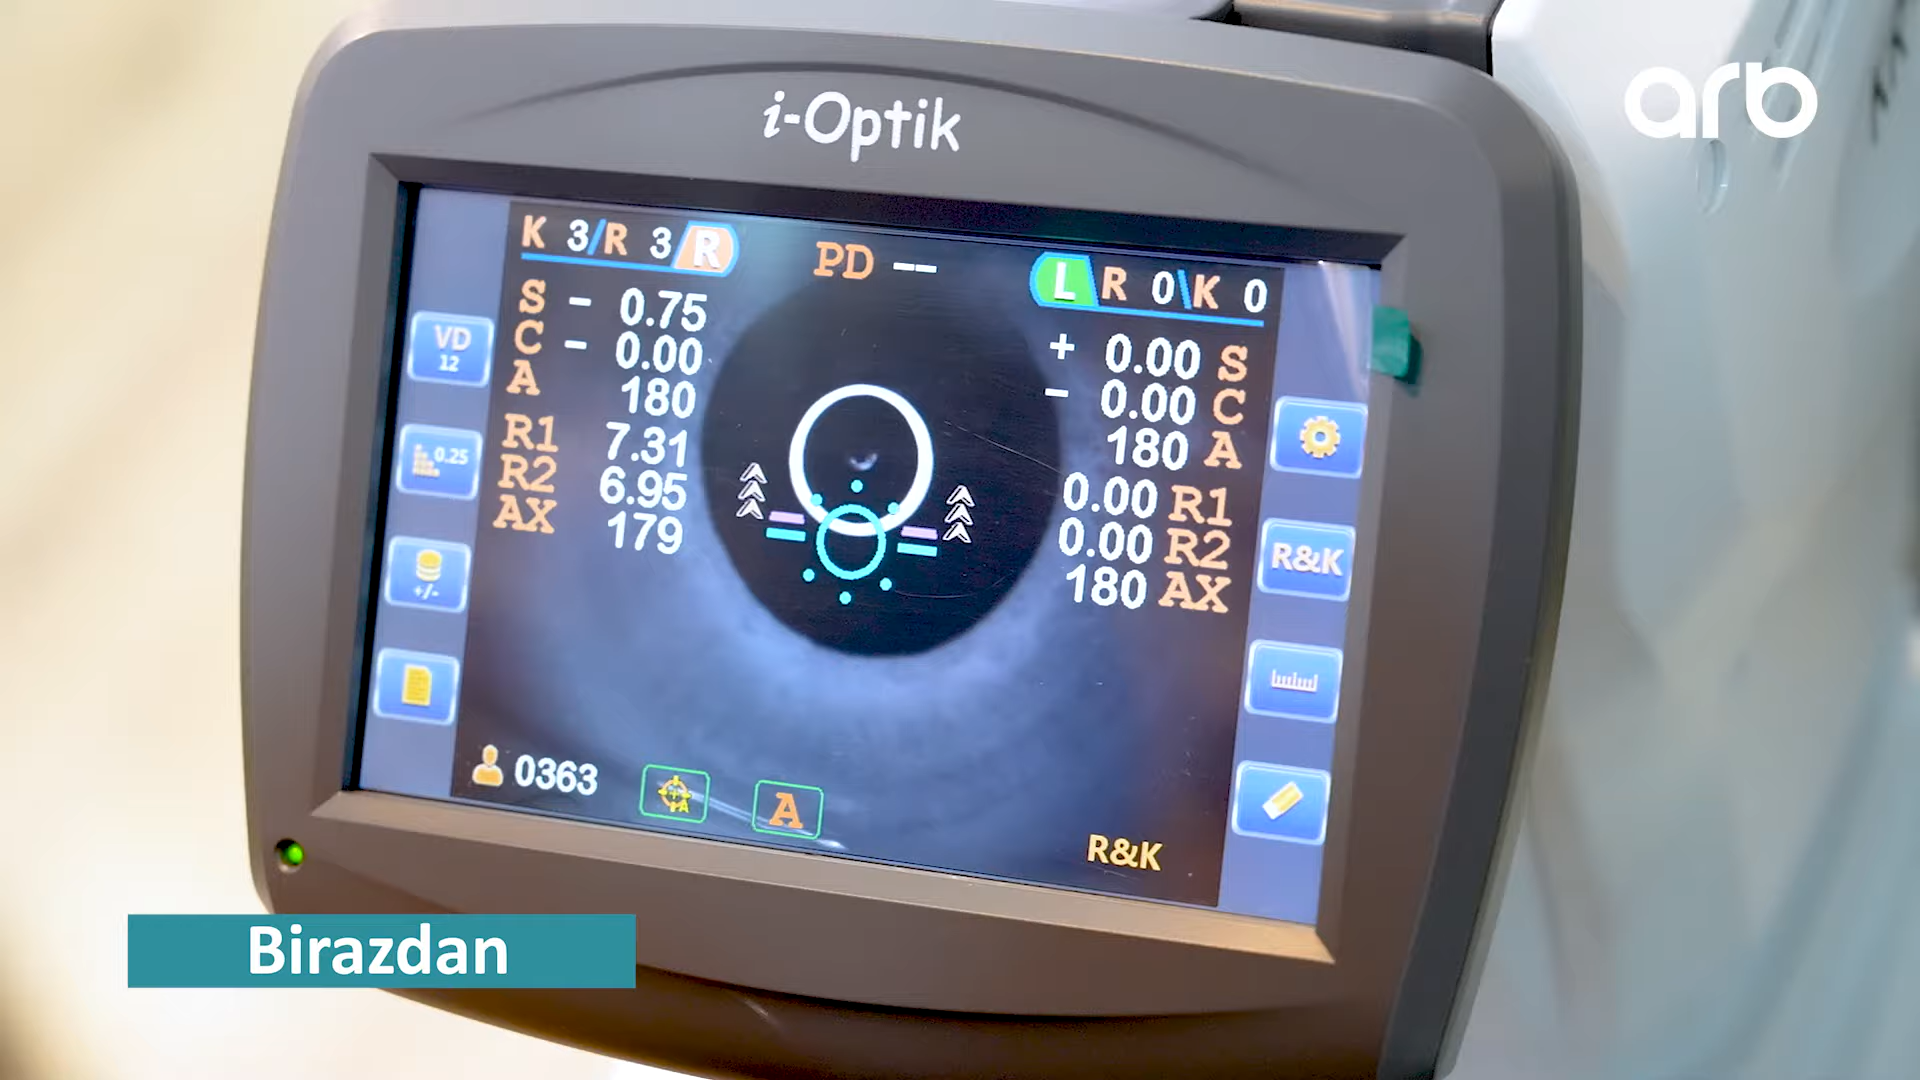 arb
i-Optik
K 3/R 3 R
PD --
L R 0\K 0
S - 0.75
C - 0.00
A 180
R1 7.31
R2 6.95
AX 179
+ 0.00 S
- 0.00 C
180 A
0.00 R1
0.00 R2
180 AX
VD
12
0.25
+/-
R&K
0363
A
A
R&K
Birazdan